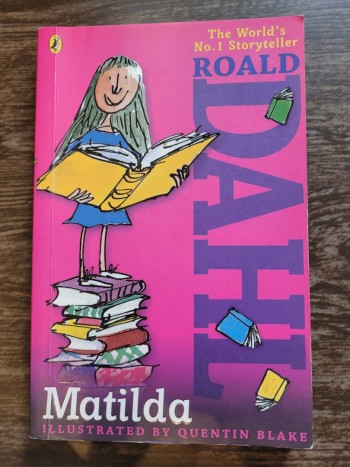 The World's
No.1 Storyteller
ROALD
DAHL
Matilda
ILLUSTRATED BY QUENTIN BLAKE